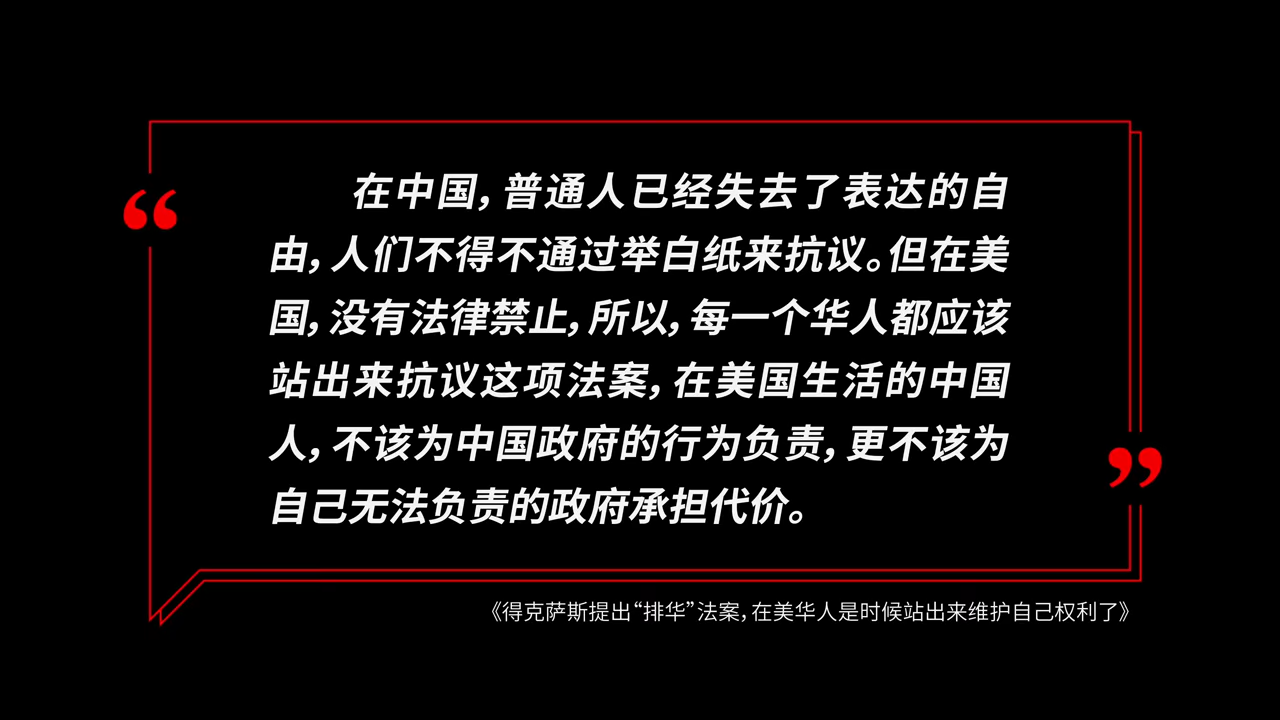 “
在中国，普通人已经失去了表达的自
由，人们不得不通过举白纸来抗议。但在美
国，没有法律禁止，所以，每一个华人都应该
站出来抗议这项法案，在美国生活的中国
人，不该为中国政府的行为负责，更不该为
自己无法负责的政府承担代价。
”
《得克萨斯提出“排华”法案，在美华人是时候站出来维护自己权利了》